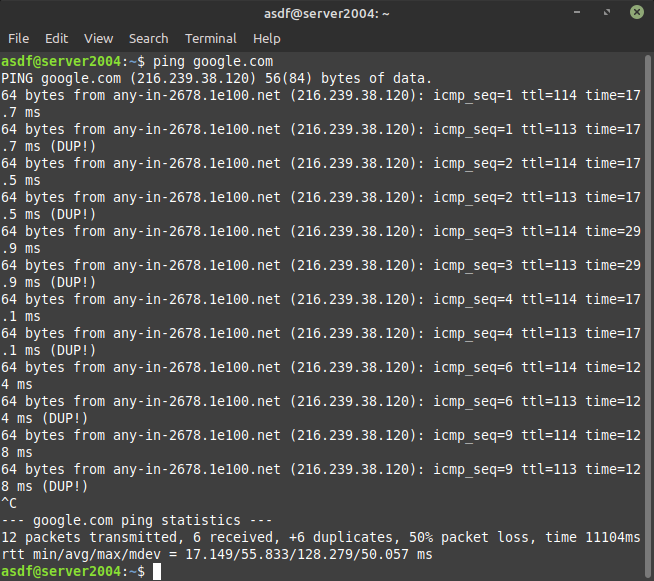 asdf@server2004: ~
File Edit View Search Terminal Help
asdf@server2004:~$ ping google.com
PING google.com (216.239.38.120) 56(84) bytes of data.
64 bytes from any-in-2678.1e100.net (216.239.38.120): icmp_seq=1 ttl=114 time=17
.7 ms
64 bytes from any-in-2678.1e100.net (216.239.38.120): icmp_seq=1 ttl=113 time=17
.7 ms (DUP!)
64 bytes from any-in-2678.1e100.net (216.239.38.120): icmp_seq=2 ttl=114 time=17
.5 ms
64 bytes from any-in-2678.1e100.net (216.239.38.120): icmp_seq=2 ttl=113 time=17
.5 ms (DUP!)
64 bytes from any-in-2678.1e100.net (216.239.38.120): icmp_seq=3 ttl=114 time=29
.9 ms
64 bytes from any-in-2678.1e100.net (216.239.38.120): icmp_seq=3 ttl=113 time=29
.9 ms (DUP!)
64 bytes from any-in-2678.1e100.net (216.239.38.120): icmp_seq=4 ttl=114 time=17
.1 ms
64 bytes from any-in-2678.1e100.net (216.239.38.120): icmp_seq=4 ttl=113 time=17
.1 ms (DUP!)
64 bytes from any-in-2678.1e100.net (216.239.38.120): icmp_seq=6 ttl=114 time=12
4 ms
64 bytes from any-in-2678.1e100.net (216.239.38.120): icmp_seq=6 ttl=113 time=12
4 ms (DUP!)
64 bytes from any-in-2678.1e100.net (216.239.38.120): icmp_seq=9 ttl=114 time=12
8 ms
64 bytes from any-in-2678.1e100.net (216.239.38.120): icmp_seq=9 ttl=113 time=12
8 ms (DUP!)
^C
--- google.com ping statistics ---
12 packets transmitted, 6 received, +6 duplicates, 50% packet loss, time 11104ms
rtt min/avg/max/mdev = 17.149/55.833/128.279/50.057 ms
asdf@server2004:~$